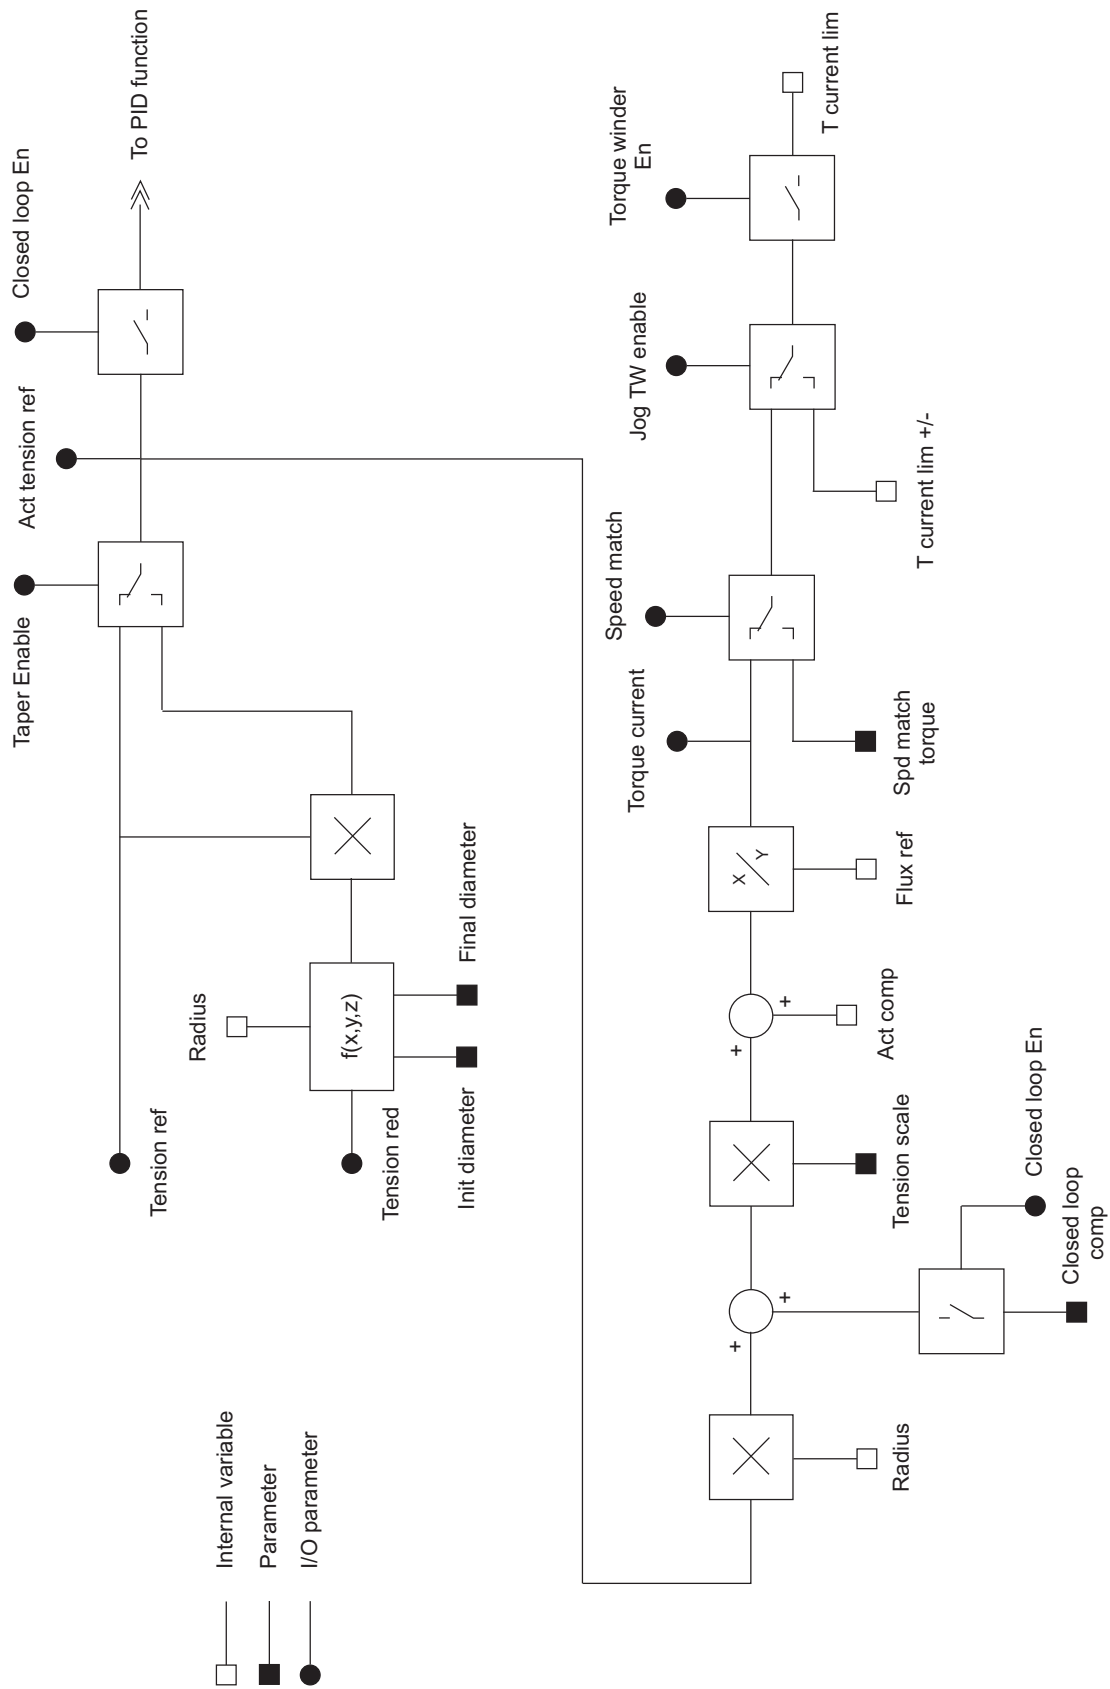 Internal variable
Parameter
I/O parameter
Tension ref
Tension red
Radius
f(x,y,z)
Init diameter
Final diameter
Taper Enable
Act tension ref
Closed loop En
To PID function
Radius
+
+
Closed loop
comp
Closed loop En
Tension scale
+
+
Act comp
X
Y
Flux ref
Torque current
Spd match
torque
Speed match
T current lim +/-
Jog TW enable
Torque winder
En
T current lim